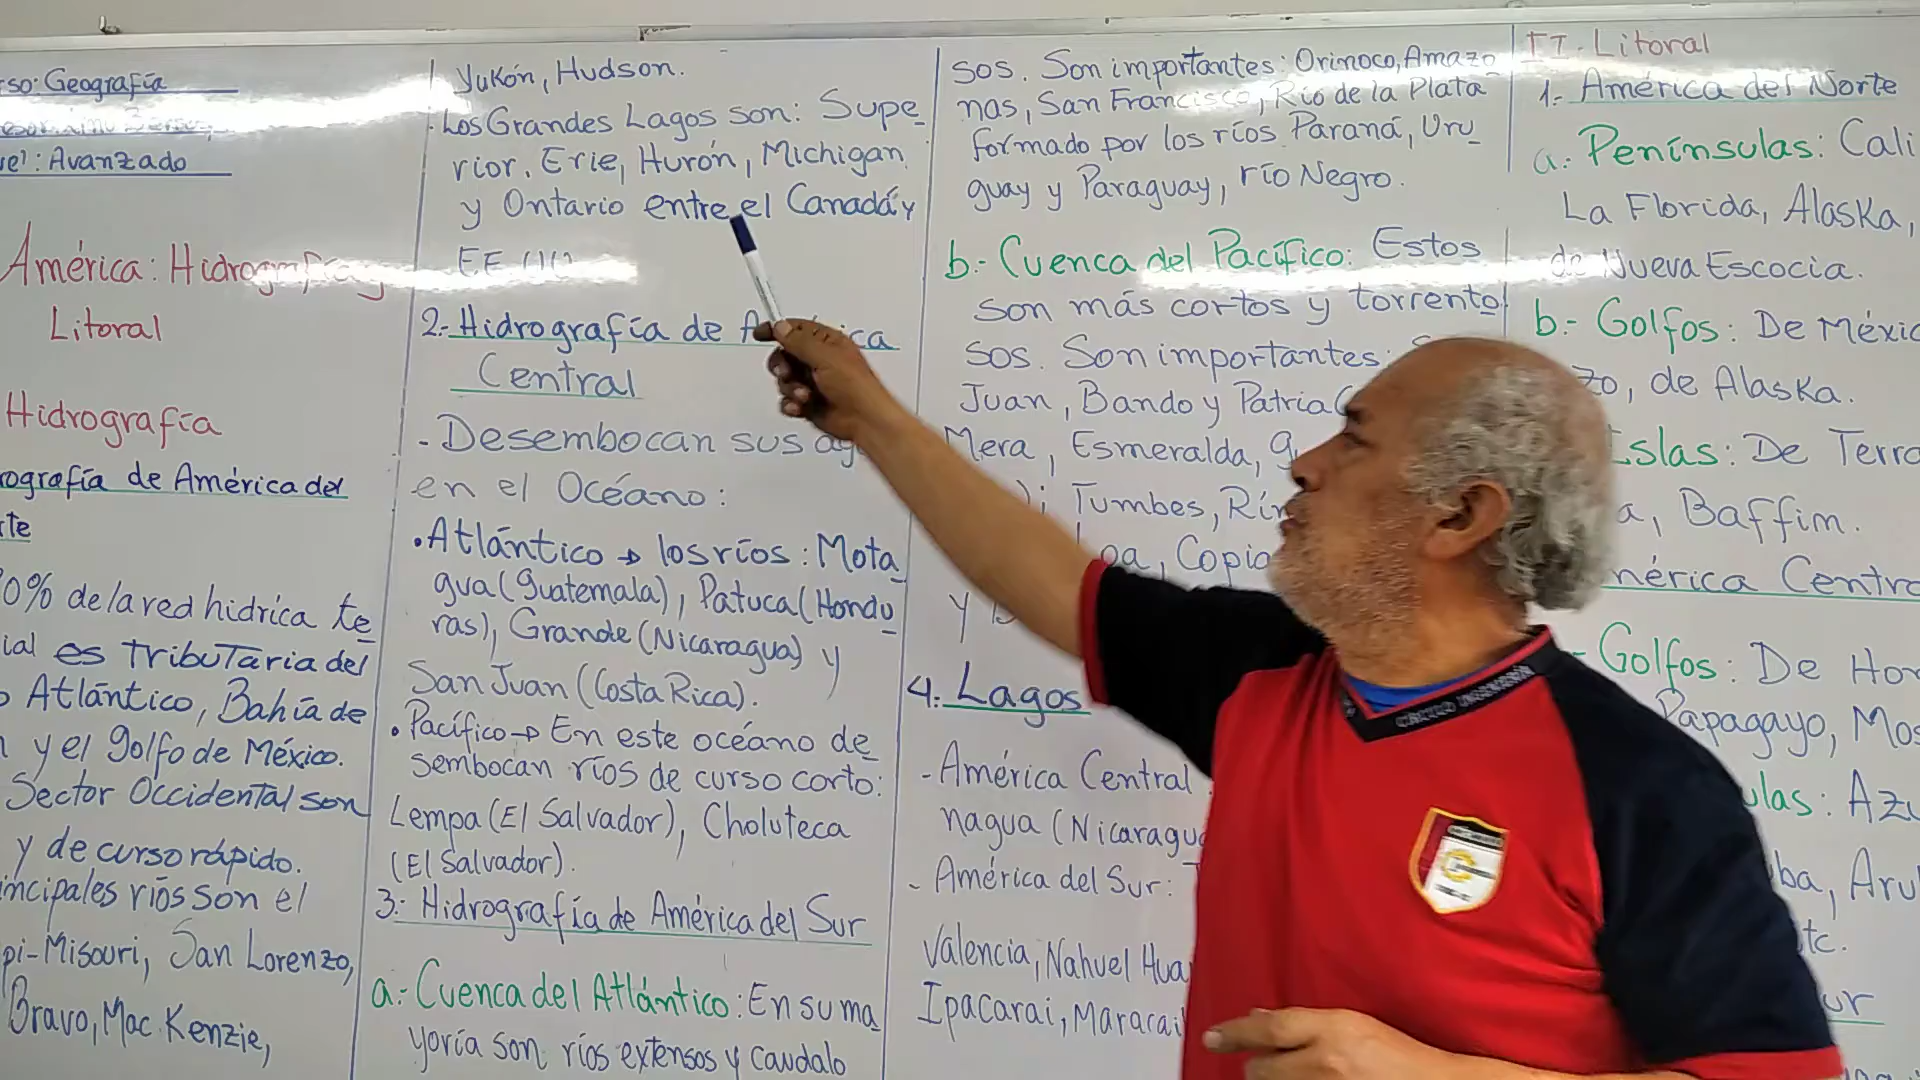 so: Geografía
Avanzado
América: Hidrografía y
Litoral
Hidrografía
rografía de América del
te
0% de la red hídrica te
ial es tributaria del
Atlántico, Bahía de
y el golfo de México.
Sector Occidental son
y de curso rápido.
incipales ríos son el
pi-Misouri, San Lorenzo,
Bravo, Mac Kenzie,
Yukón, Hudson.
. Los Grandes Lagos son: Supe
rior, Erie, Hurón, Michigan
y Ontario entre el Canadá y
EE.UU
2.- Hidrografía de América
Central
- Desembocan sus ag
en el Océano:
• Atlántico → los ríos: Mota
gua (Guatemala), Patuca (Hondu
ras), Grande (Nicaragua) y
San Juan (Costa Rica).
• Pacífico → En este océano de
sembocan ríos de curso corto:
Lempa (El Salvador), Choluteca
(El Salvador).
3.- Hidrografía de América del Sur
a.- Cuenca del Atlántico: En su ma
yoría son ríos extensos y caudalo
sos. Son importantes: Orinoco, Amazo
nas, San Francisco, Río de la Plata
formado por los ríos Paraná, Uru
guay y Paraguay, río Negro.
b.- Cuenca del Pacífico: Estos
son más cortos y torrento
sos. Son importantes:
Juan, Bando y Patria (
Mera, Esmeralda,
Tumbes, Rím
Loa, Copia
y
4. Lagos
- América Central
nagua (Nicaragua
- América del Sur:
Valencia, Nahuel Hua
Ipacarai, Maracai
II. Litoral
1.- América del Norte
a.- Penínsulas: Cali
La Florida, Alaska,
de Nueva Escocia.
b.- Golfos: De Méxic
zo, de Alaska.
Islas: De Terra
a, Baffim.
mérica Centra
Golfos: De Hon
Papagayo, Mos
ulas: Azu
ba, Aru
tc.
ur